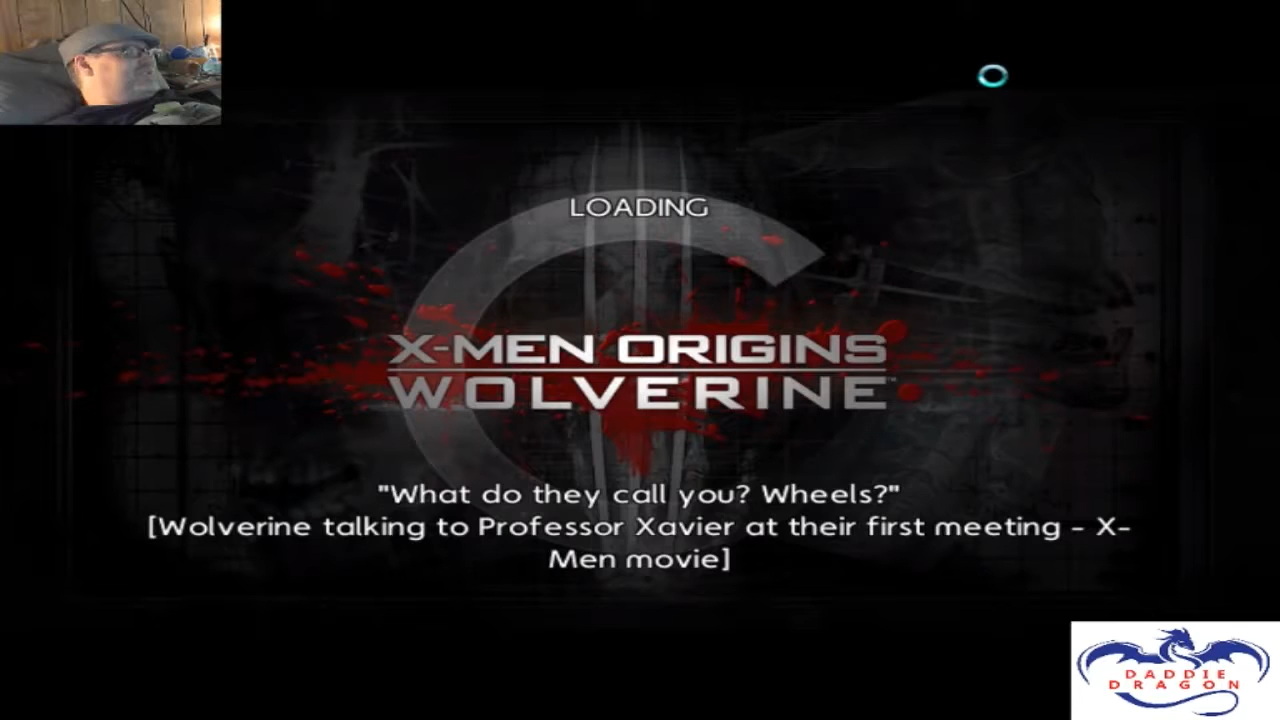 LOADING
X-MEN ORIGINS
WOLVERINE™
"What do they call you? Wheels?"
[Wolverine talking to Professor Xavier at their first meeting - X-
Men movie]
DADDIE
DRAGON